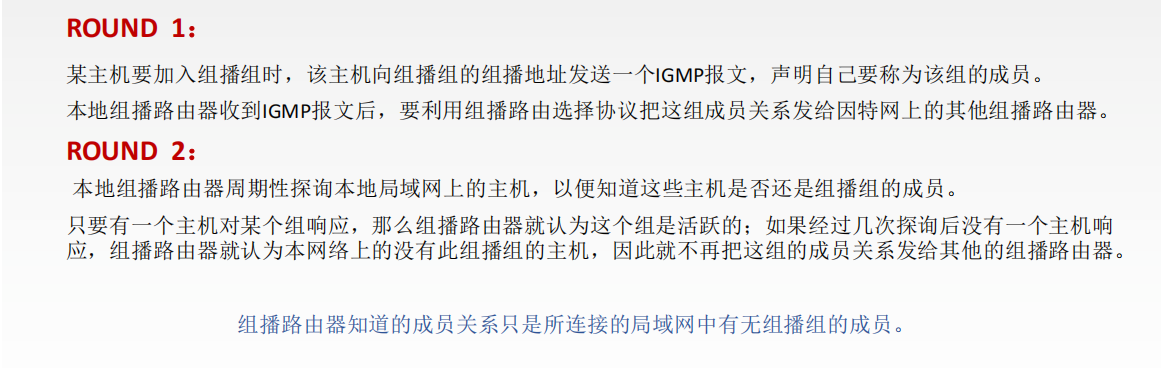 ROUND 1：
某主机要加入组播组时，该主机向组播组的组播地址发送一个IGMP报文，声明自己要称为该组的成员。
本地组播路由器收到IGMP报文后，要利用组播路由选择协议把这组成员关系发给因特网上的其他组播路由器。
ROUND 2：
本地组播路由器周期性探询本地局域网上的主机，以便知道这些主机是否还是组播组的成员。
只要有一个主机对某个组响应，那么组播路由器就认为这个组是活跃的；如果经过几次探询后没有一个主机响
应，组播路由器就认为本网络上的没有此组播组的主机，因此就不再把这组的成员关系发给其他的组播路由器。
组播路由器知道的成员关系只是所连接的局域网中有无组播组的成员。